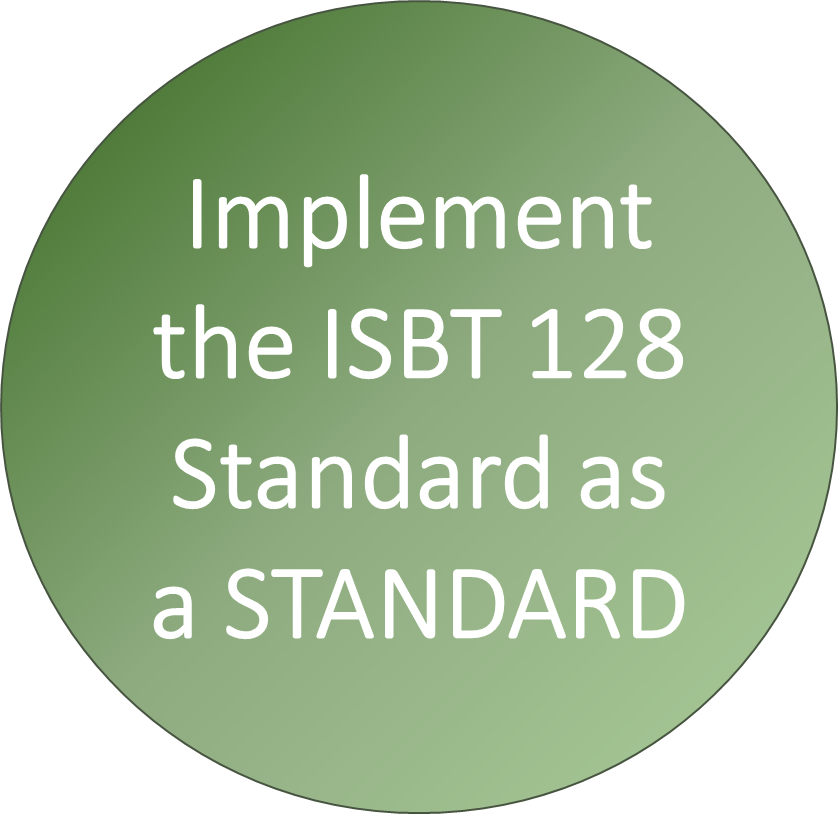 Implement
the ISBT 128
Standard as
a STANDARD